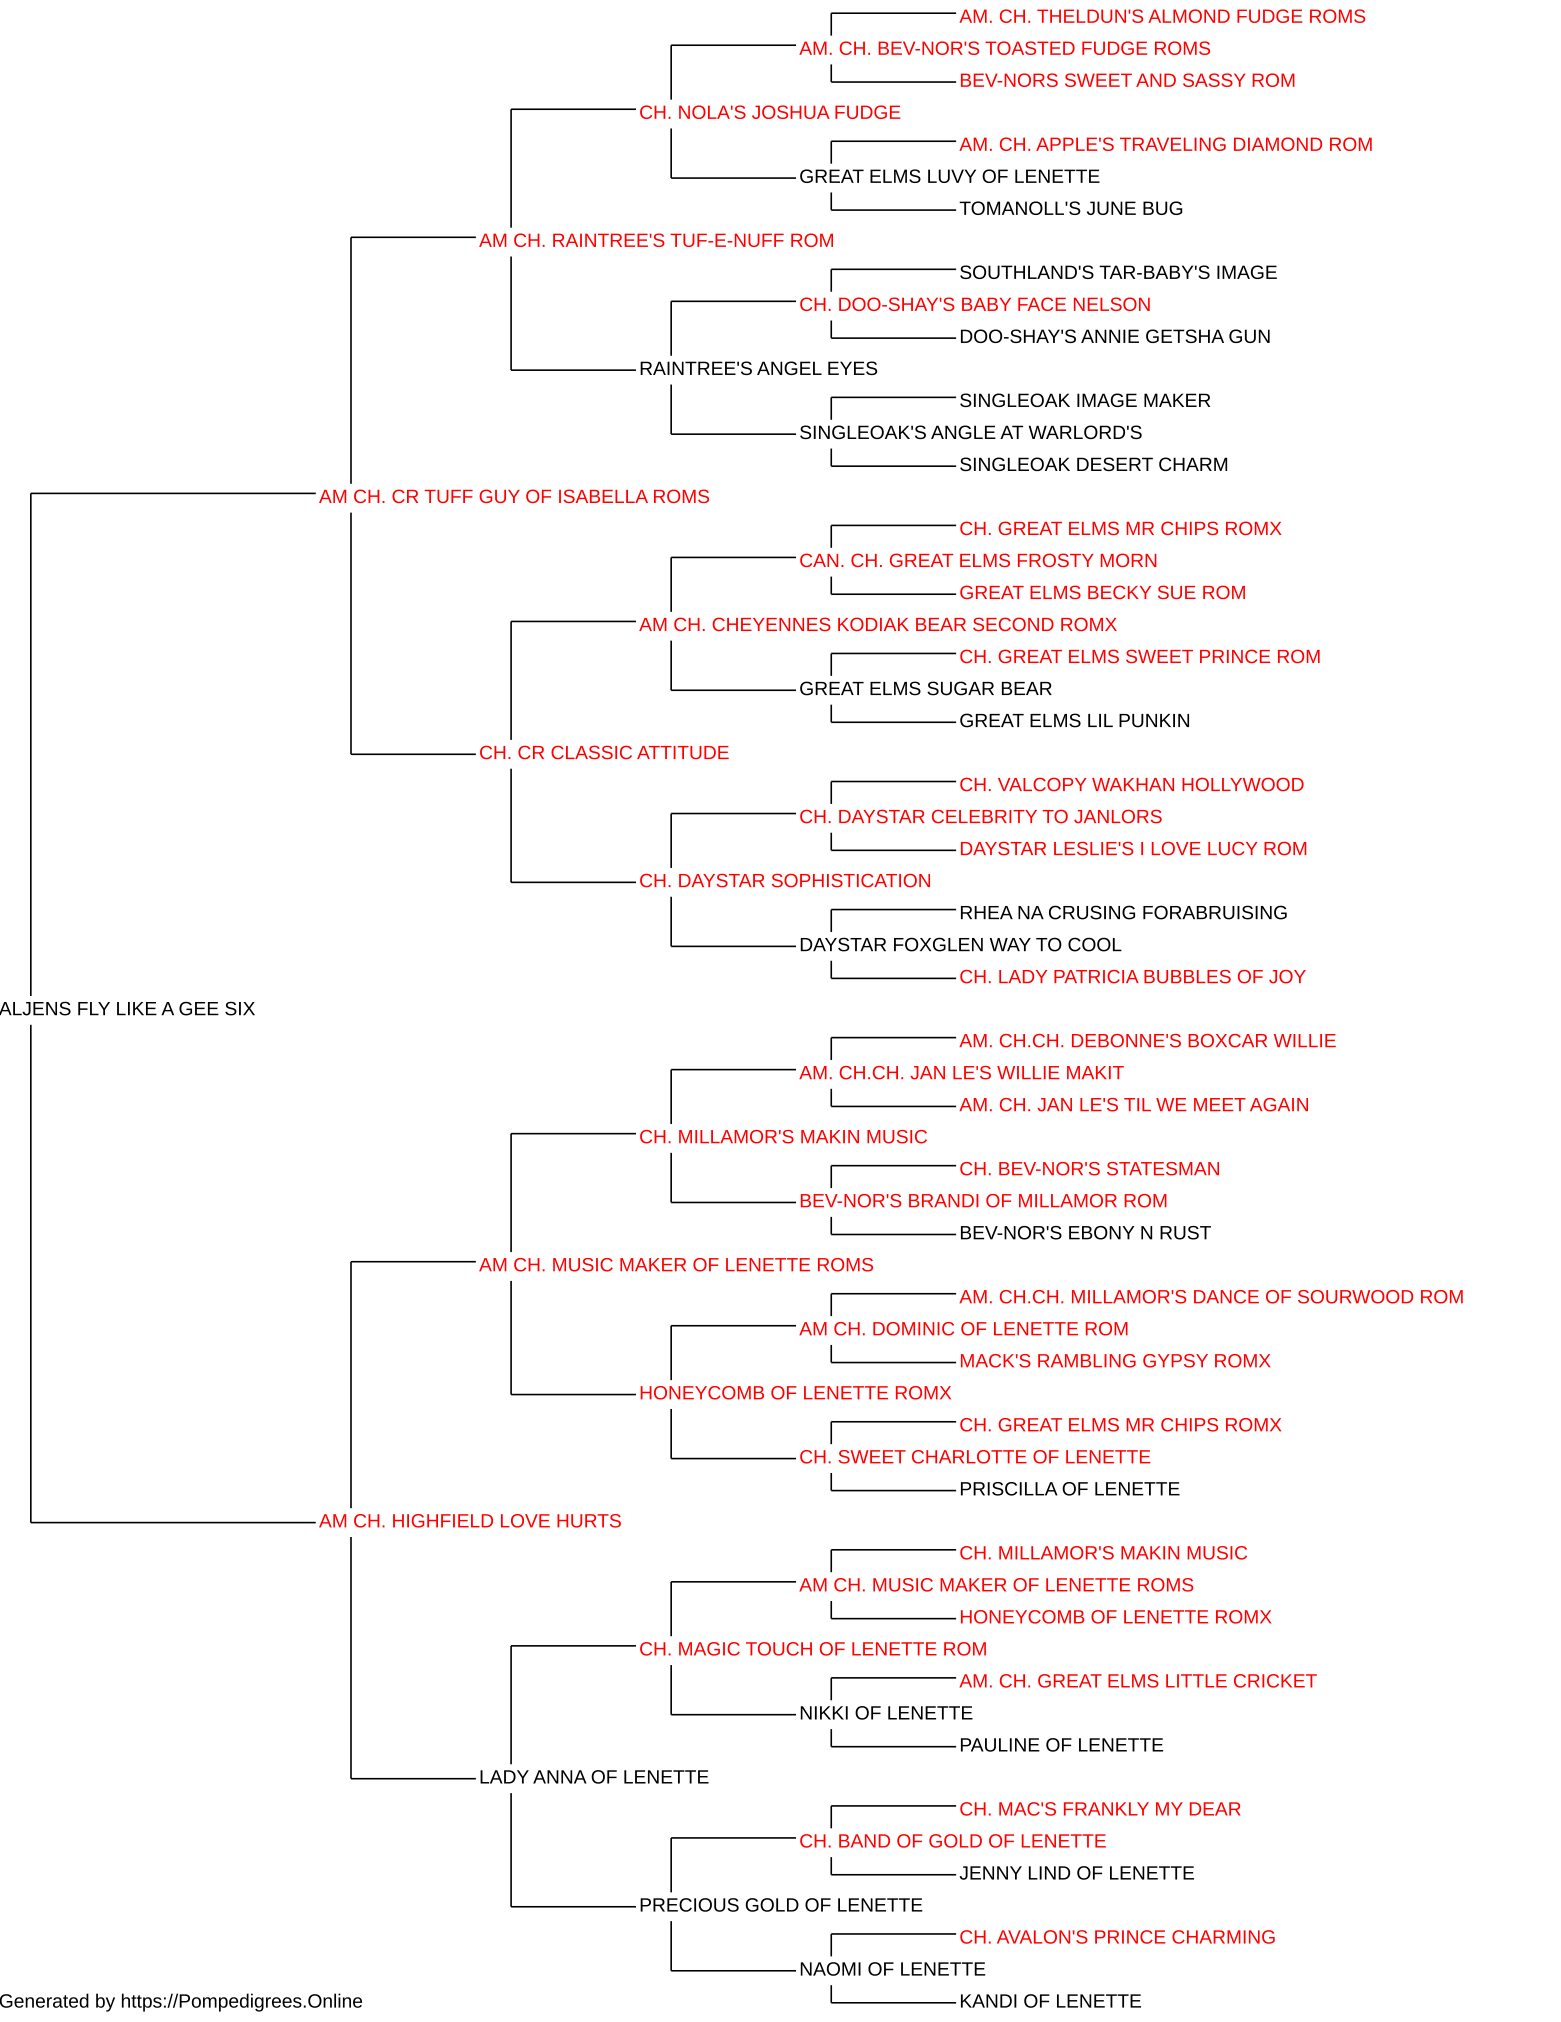 AM. CH. THELDUN'S ALMOND FUDGE ROMS
AM. CH. BEV-NOR'S TOASTED FUDGE ROMS
BEV-NORS SWEET AND SASSY ROM
CH. NOLA'S JOSHUA FUDGE
AM. CH. APPLE'S TRAVELING DIAMOND ROM
GREAT ELMS LUVY OF LENETTE
TOMANOLL'S JUNE BUG
AM CH. RAINTREE'S TUF-E-NUFF ROM
SOUTHLAND'S TAR-BABY'S IMAGE
CH. DOO-SHAY'S BABY FACE NELSON
DOO-SHAY'S ANNIE GETSHA GUN
RAINTREE'S ANGEL EYES
SINGLEOAK IMAGE MAKER
SINGLEOAK'S ANGLE AT WARLORD'S
SINGLEOAK DESERT CHARM
AM CH. CR TUFF GUY OF ISABELLA ROMS
CH. GREAT ELMS MR CHIPS ROMX
CAN. CH. GREAT ELMS FROSTY MORN
GREAT ELMS BECKY SUE ROM
AM CH. CHEYENNES KODIAK BEAR SECOND ROMX
CH. GREAT ELMS SWEET PRINCE ROM
GREAT ELMS SUGAR BEAR
GREAT ELMS LIL PUNKIN
CH. CR CLASSIC ATTITUDE
CH. VALCOPY WAKHAN HOLLYWOOD
CH. DAYSTAR CELEBRITY TO JANLORS
DAYSTAR LESLIE'S I LOVE LUCY ROM
CH. DAYSTAR SOPHISTICATION
RHEA NA CRUSING FORABRUISING
DAYSTAR FOXGLEN WAY TO COOL
CH. LADY PATRICIA BUBBLES OF JOY
ALJENS FLY LIKE A GEE SIX
AM. CH.CH. DEBONNE'S BOXCAR WILLIE
AM. CH.CH. JAN LE'S WILLIE MAKIT
AM. CH. JAN LE'S TIL WE MEET AGAIN
CH. MILLAMOR'S MAKIN MUSIC
CH. BEV-NOR'S STATESMAN
BEV-NOR'S BRANDI OF MILLAMOR ROM
BEV-NOR'S EBONY N RUST
AM CH. MUSIC MAKER OF LENETTE ROMS
AM. CH.CH. MILLAMOR'S DANCE OF SOURWOOD ROM
AM CH. DOMINIC OF LENETTE ROM
MACK'S RAMBLING GYPSY ROMX
HONEYCOMB OF LENETTE ROMX
CH. GREAT ELMS MR CHIPS ROMX
CH. SWEET CHARLOTTE OF LENETTE
PRISCILLA OF LENETTE
AM CH. HIGHFIELD LOVE HURTS
CH. MILLAMOR'S MAKIN MUSIC
AM CH. MUSIC MAKER OF LENETTE ROMS
HONEYCOMB OF LENETTE ROMX
CH. MAGIC TOUCH OF LENETTE ROM
AM. CH. GREAT ELMS LITTLE CRICKET
NIKKI OF LENETTE
PAULINE OF LENETTE
LADY ANNA OF LENETTE
CH. MAC'S FRANKLY MY DEAR
CH. BAND OF GOLD OF LENETTE
JENNY LIND OF LENETTE
PRECIOUS GOLD OF LENETTE
CH. AVALON'S PRINCE CHARMING
NAOMI OF LENETTE
KANDI OF LENETTE
Generated by https://Pompedigrees.Online